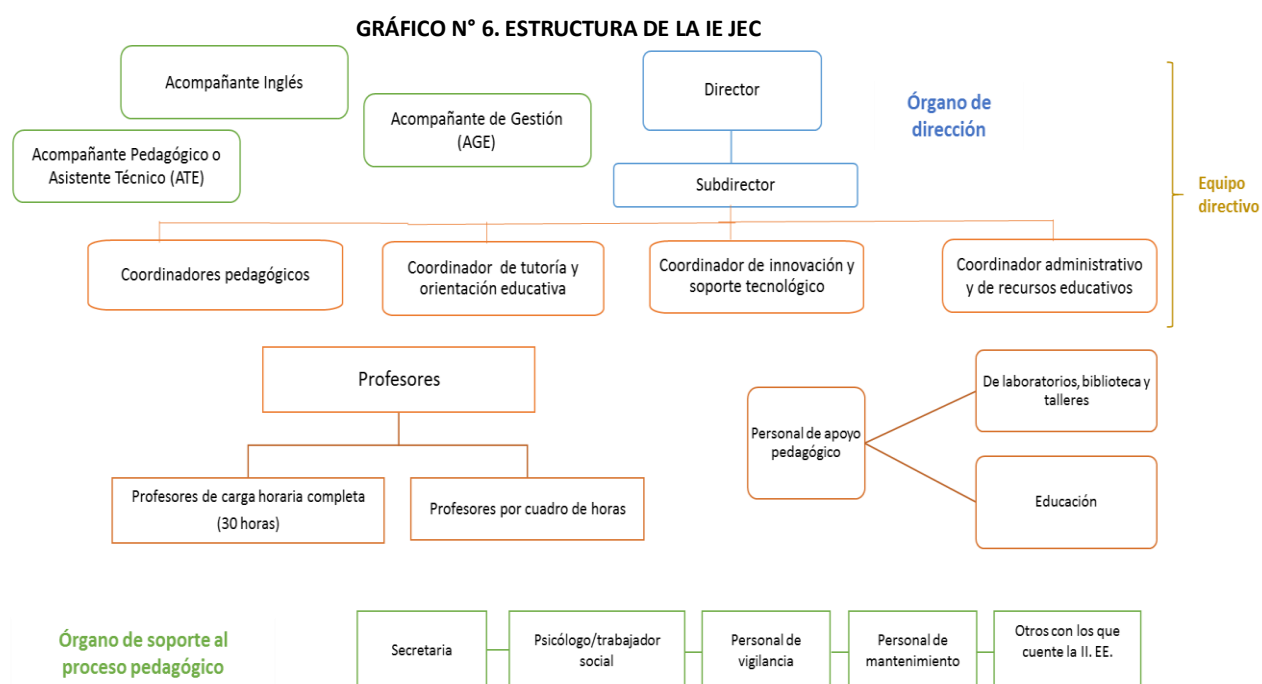 GRÁFICO N° 6. ESTRUCTURA DE LA IE JEC
Acompañante Inglés
Acompañante de Gestión
(AGE)
Acompañante Pedagógico o
Asistente Técnico (ATE)
Director
Órgano de
dirección
Subdirector
Equipo
directivo
Coordinadores pedagógicos
Coordinador de tutoría y
orientación educativa
Coordinador de innovación y
soporte tecnológico
Coordinador administrativo
y de recursos educativos
Profesores
Profesores de carga horaria completa
(30 horas)
Profesores por cuadro de horas
Personal de apoyo
pedagógico
De laboratorios, biblioteca y
talleres
Educación
Órgano de soporte al
proceso pedagógico
Secretaria
Psicólogo/trabajador
social
Personal de
vigilancia
Personal de
mantenimiento
Otros con los que
cuente la II. EE.